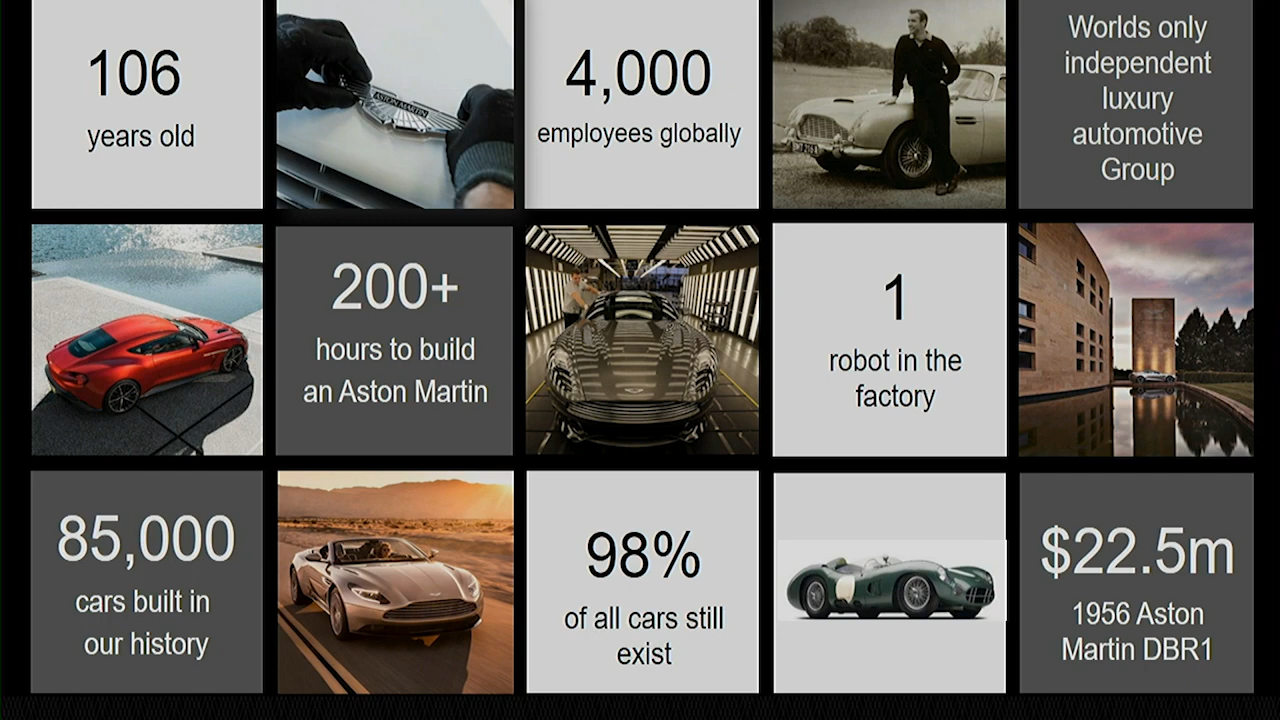 106
years old
ASTON MARTIN
4,000
employees globally
Worlds only
independent
luxury
automotive
Group
200+
hours to build
an Aston Martin
1
robot in the
factory
85,000
cars built in
our history
98%
of all cars still
exist
$22.5m
1956 Aston
Martin DBR1